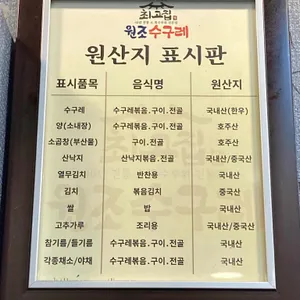 최고집
원조수구레
원산지 표시판
표시품목 음식명 원산지
수구레 수구레볶음.구이.전골 국내산(한우)
양(소내장) 수구레볶음.구이.전골 호주산
소곱창(부산물) 구이.전골 호주산
산낙지 산낙지볶음.전골 국내산/중국산
열무김치 반찬용 국내산
김치 볶음김치 중국산
쌀 밥 국내산
고추가루 조리용 국내산/중국산
참기름/들기름 수구레볶음.구이.전골 국내산
각종채소/야채 수구레볶음.구이.전골 국내산